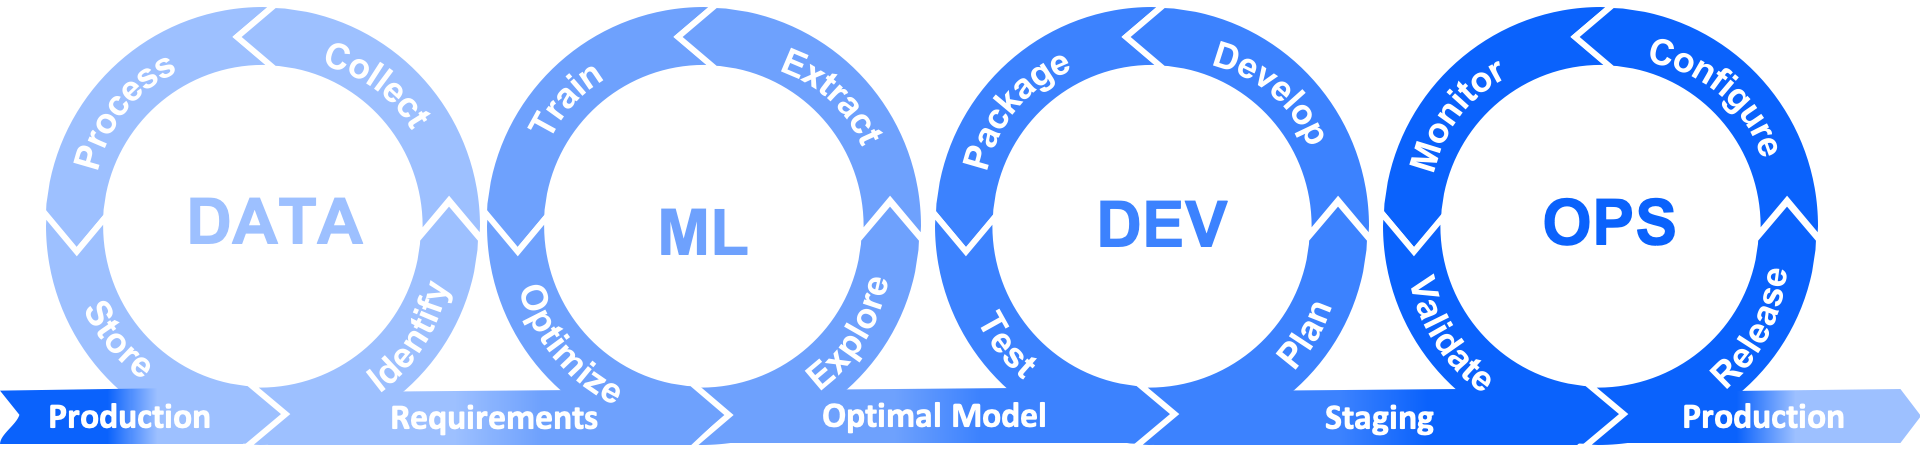 Process
Collect
DATA
Store
Identify
Train
Extract
ML
Optimize
Explore
Package
Develop
DEV
Test
Plan
Monitor
Configure
OPS
Validate
Release
Production
Requirements
Optimal Model
Staging
Production